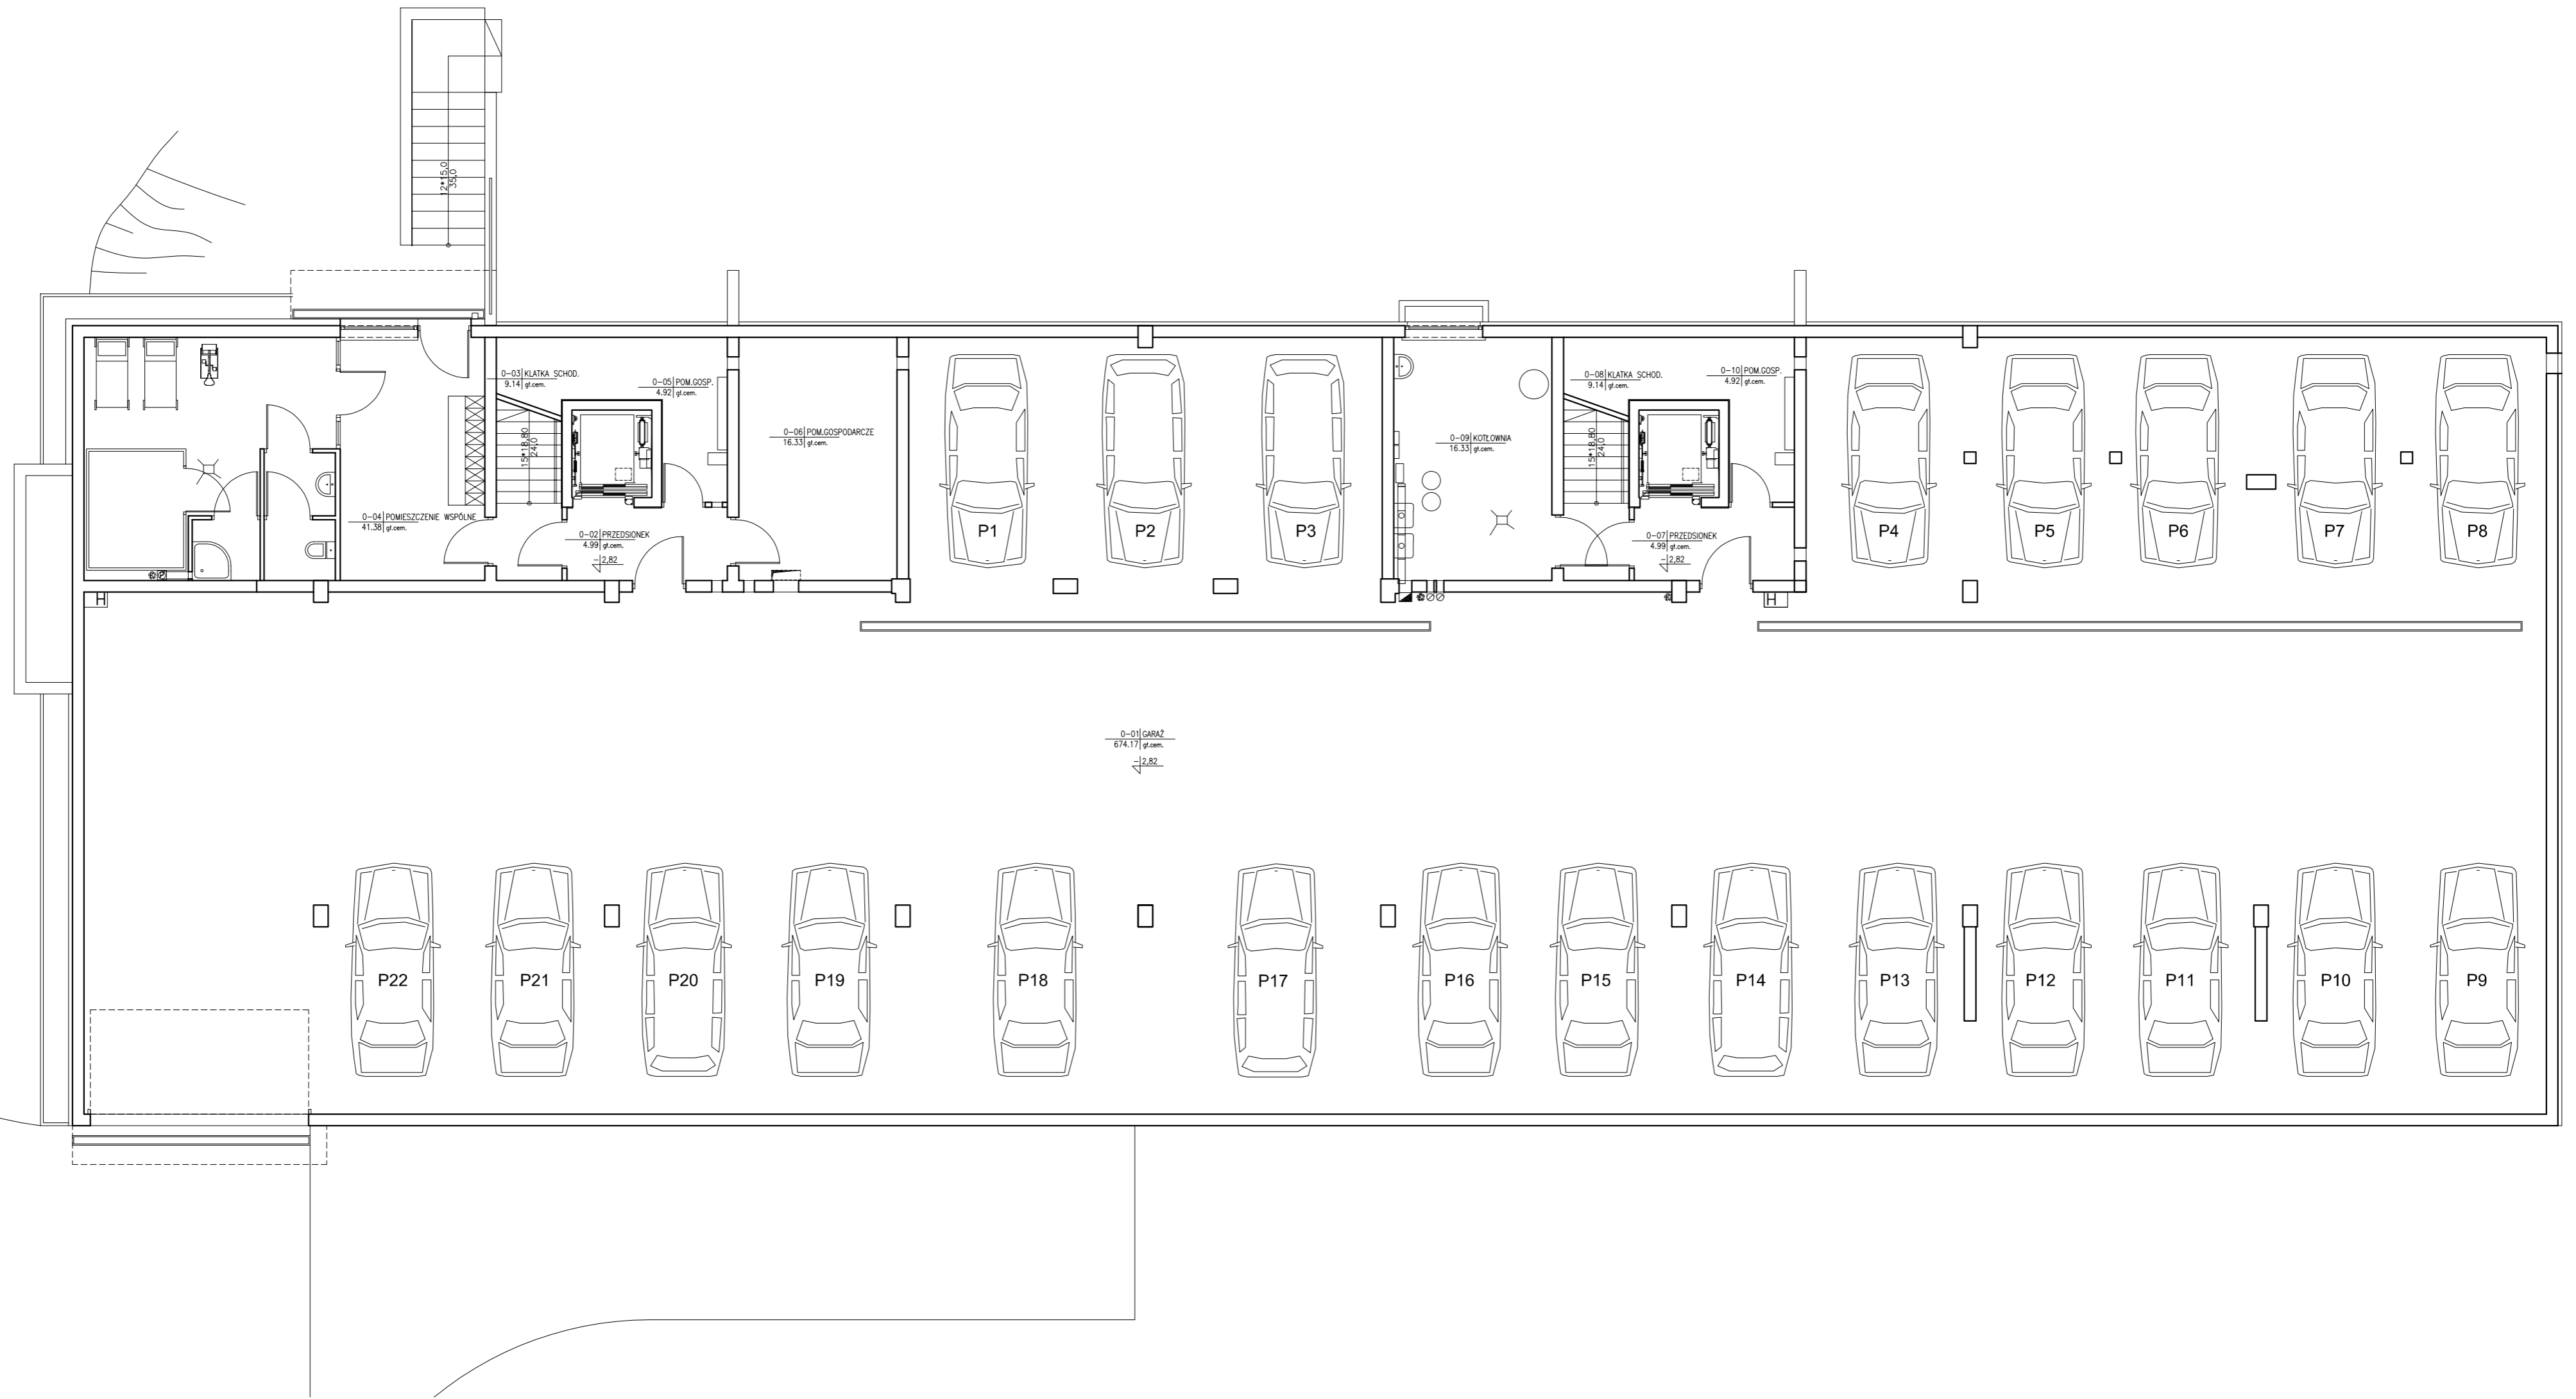 12*15,0
35,0
0-03 KLATKA SCHOD.
9.14 gt.cem.
0-05 POM.GOSP.
4.92 gt.cem.
0-06 POM.GOSPODARCZE
16.33 gt.cem.
15*18,80
24,0
0-04 POMIESZCZENIE WSPÓLNE
41.38 gt.cem.
0-02 PRZEDSIONEK
4.99 gt.cem.
-2,82
P1
P2
P3
0-09 KOTŁOWNIA
16.33 gt.cem.
0-08 KLATKA SCHOD.
9.14 gt.cem.
0-10 POM.GOSP.
4.92 gt.cem.
15*18,80
24,0
0-07 PRZEDSIONEK
4.99 gt.cem.
-2,82
P4
P5
P6
P7
P8
H
H
0-01 GARAŻ
674.17 gt.cem.
-2,82
P22
P21
P20
P19
P18
P17
P16
P15
P14
P13
P12
P11
P10
P9